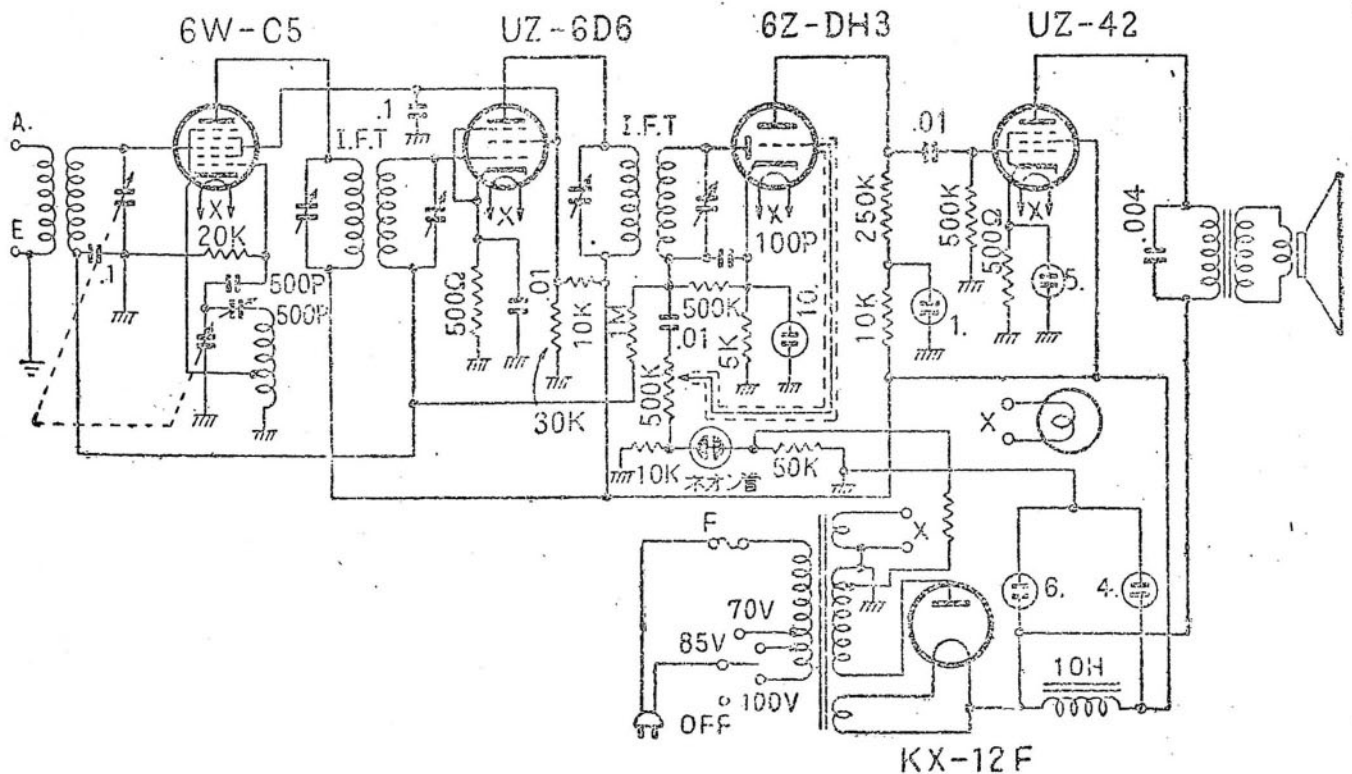 6W-C5
UZ-6D6
6Z-DH3
UZ-42
A.
E
I.F.T
.1
I.F.T
.01
X
20K
.1
500P
500P
X
500Ω
.01
10K
1M
30K
X
100P
500K
.01
5K
10.
500K
250K
10K
1.
500K
500Ω
X
5.
.004
10K
ネオン管
50K
X
F
70V
85V
100V
OFF
X
6.
4.
10H
KX-12F